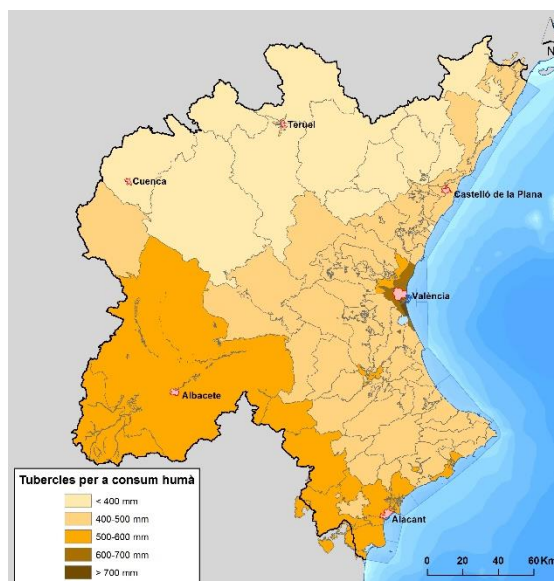 N
Teruel
Cuenca
Castelló de la Plana
València
Albacete
Alacant
Tubercles per a consum humà
< 400 mm
400-500 mm
500-600 mm
600-700 mm
> 700 mm
0 20 40 60 Km